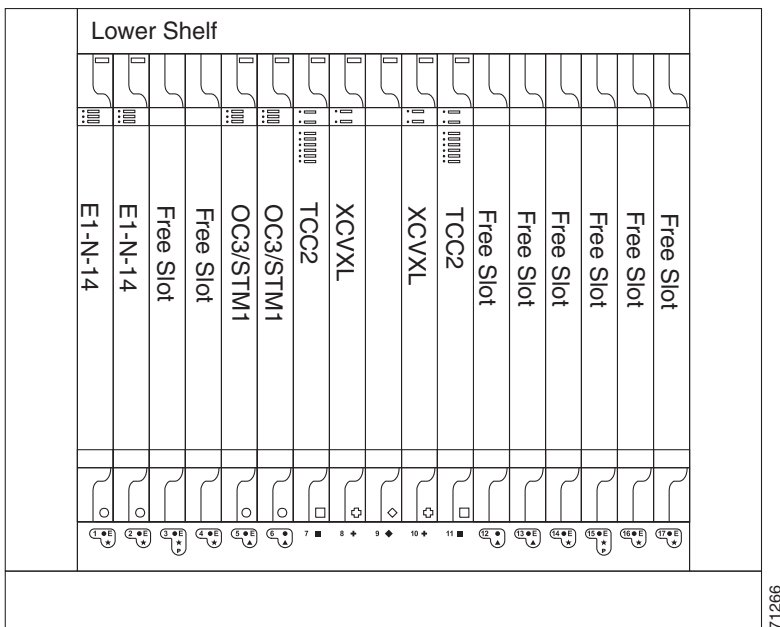 Lower Shelf
E1-N-14
E1-N-14
Free Slot
Free Slot
OC3/STM1
OC3/STM1
TCC2
XCVXL
XCVXL
TCC2
Free Slot
Free Slot
Free Slot
Free Slot
Free Slot
Free Slot
1 E
2 E
3 E P
4 E
5 E
6
7
8
9
10
11
12
13 E
14 E
15 E P
16 E
17 E
71266